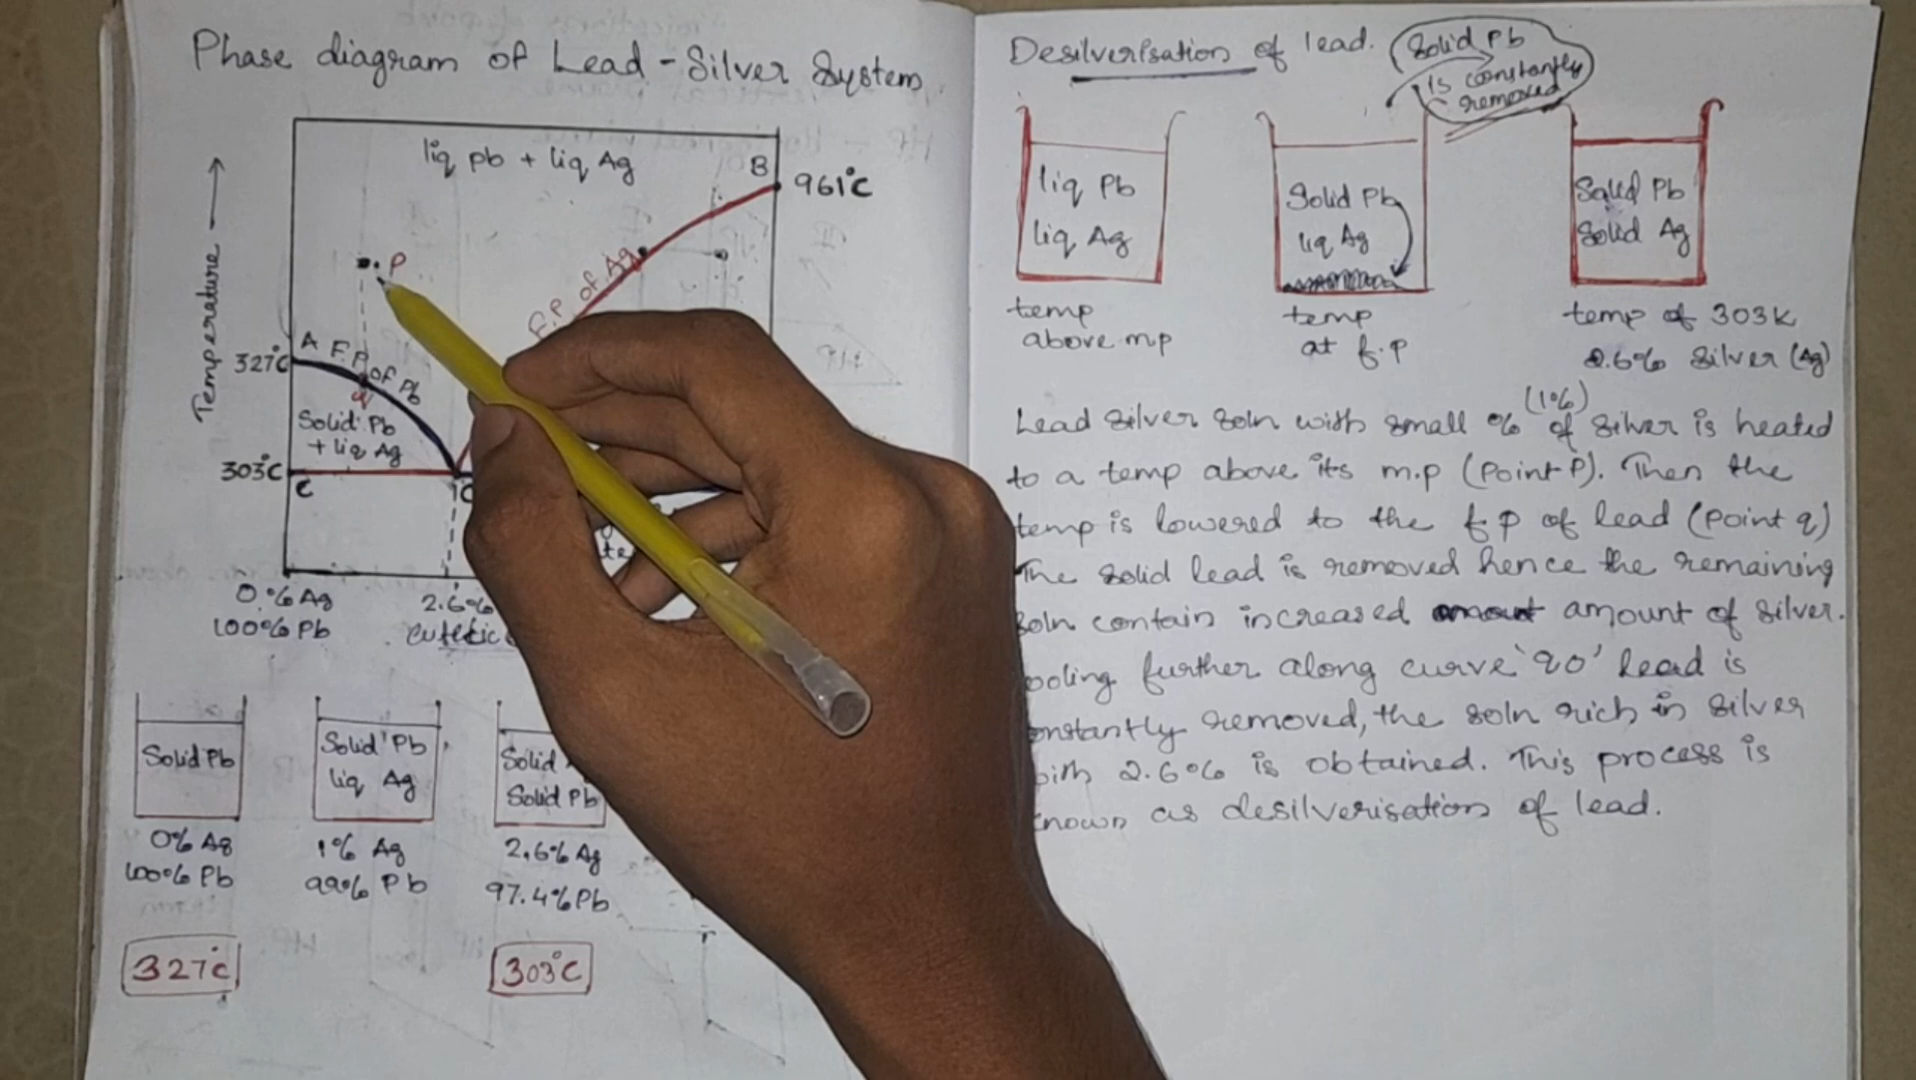 Phase diagram of Lead - Silver System
liq pb + liq Ag
B
961°C
P
F.P of Ag
Temperature
A F.P of Pb
327°C
q
Solid Pb
+ liq Ag
303°C
C
0% Ag
100% Pb
2.6%
Solid Pb
0% Ag
100% Pb
327°C
Solid Pb
liq Ag
1% Ag
99% Pb
Solid
Solid Pb
2.6% Ag
97.4% Pb
303°C
Desilverisation of lead.
Solid Pb
is constantly
removed
liq Pb
liq Ag
temp
above mp
Solid Pb
liq Ag
temp
at f.p
Solid Pb
Solid Ag
temp of 303K
2.6% Silver (Ag)
Lead silver soln with small % (1%) of silver is heated
to a temp above its m.p (Point P). Then the
temp is lowered to the f p of lead (Point q)
The solid lead is removed hence the remaining
soln contain increased amount of silver.
ooling further along curve 'qo' lead is
onstantly removed, the soln rich in silver
with 2.6% is obtained. This process is
known as desilverisation of lead.